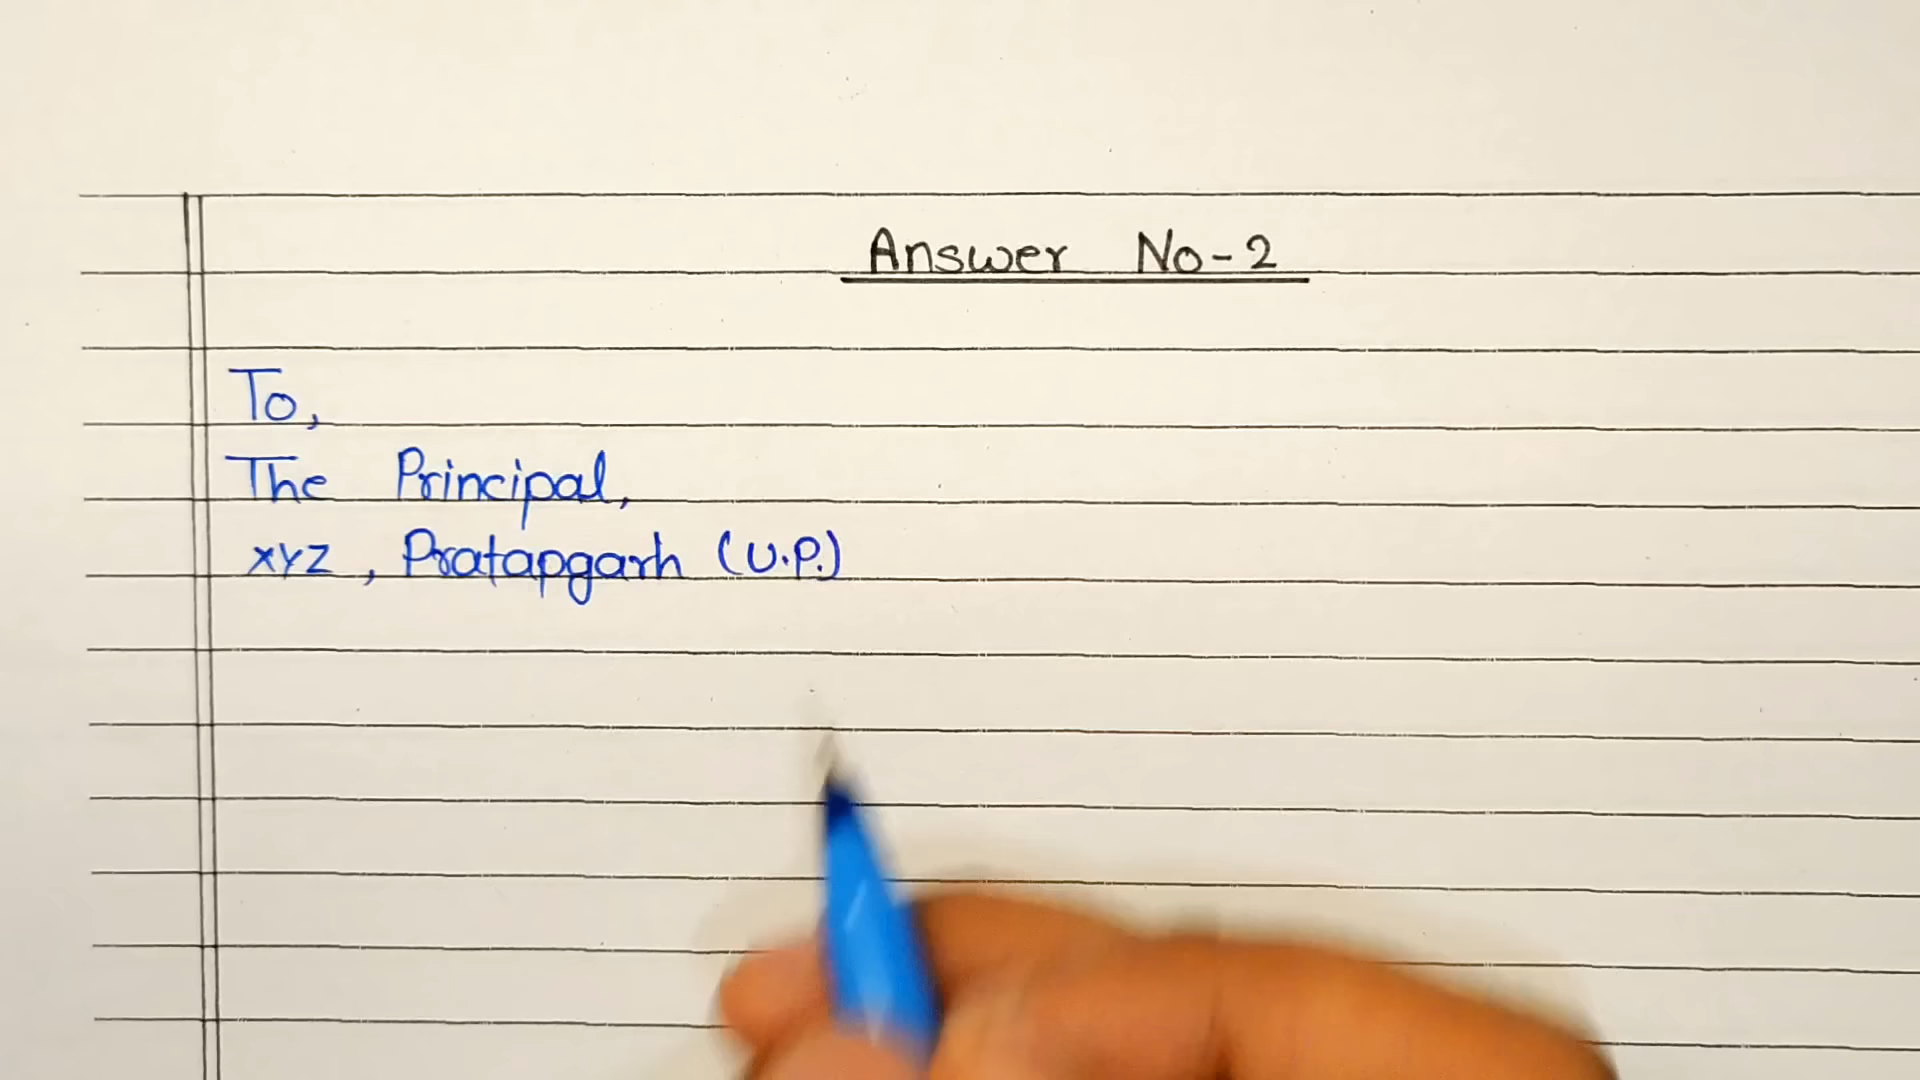 Answer No-2
To,
The Principal,
XYZ, Pratapgarh (U.P.)